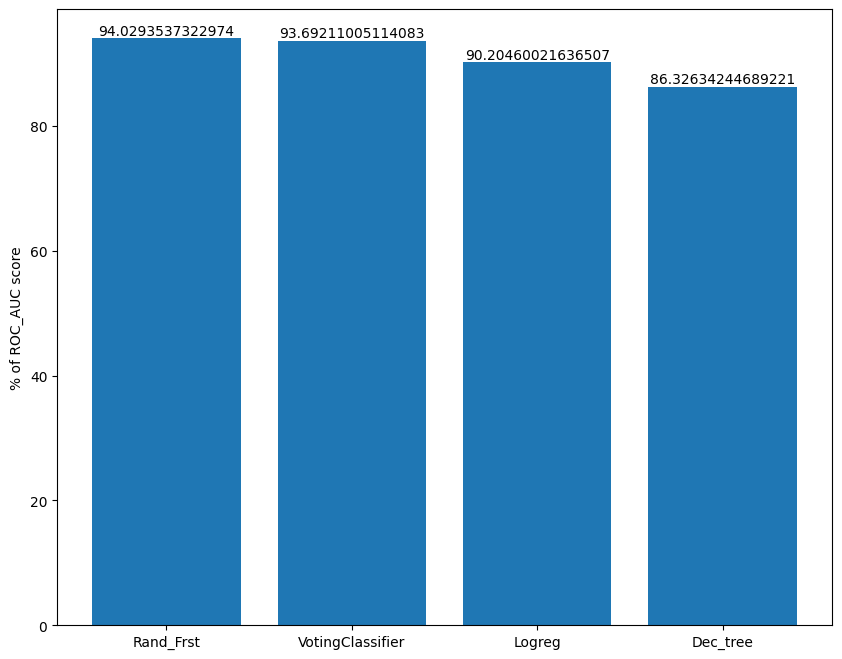 94.0293537322974
93.69211005114083
90.20460021636507
86.32634244689221
% of ROC_AUC score
80
60
40
20
0
Rand_Frst
VotingClassifier
Logreg
Dec_tree